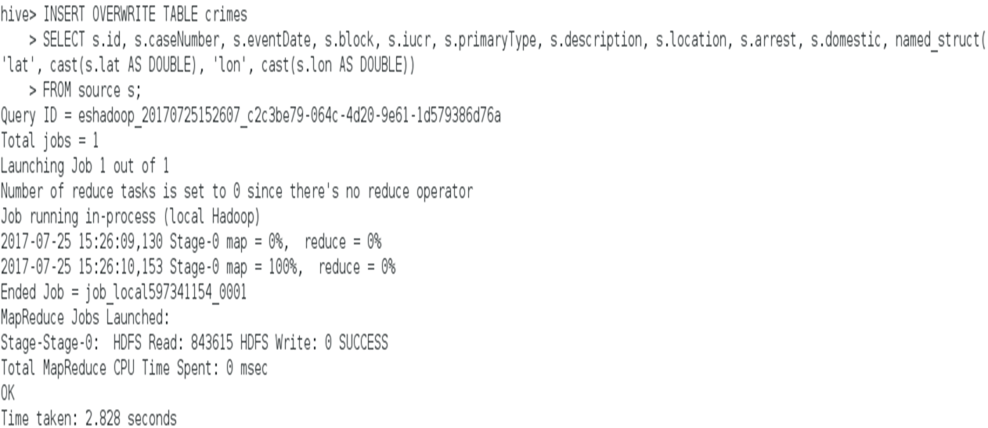 hive> INSERT OVERWRITE TABLE crimes
    > SELECT s.id, s.caseNumber, s.eventDate, s.block, s.iucr, s.primaryType, s.description, s.location, s.arrest, s.domestic, named_struct(
'lat', cast(s.lat AS DOUBLE), 'lon', cast(s.lon AS DOUBLE))
    > FROM source s;
Query ID = eshadoop_20170725152607_c2c3be79-064c-4d20-9e61-1d579386d76a
Total jobs = 1
Launching Job 1 out of 1
Number of reduce tasks is set to 0 since there's no reduce operator
Job running in-process (local Hadoop)
2017-07-25 15:26:09,130 Stage-0 map = 0%,  reduce = 0%
2017-07-25 15:26:10,153 Stage-0 map = 100%,  reduce = 0%
Ended Job = job_local597341154_0001
MapReduce Jobs Launched:
Stage-Stage-0:  HDFS Read: 843615 HDFS Write: 0 SUCCESS
Total MapReduce CPU Time Spent: 0 msec
OK
Time taken: 2.828 seconds